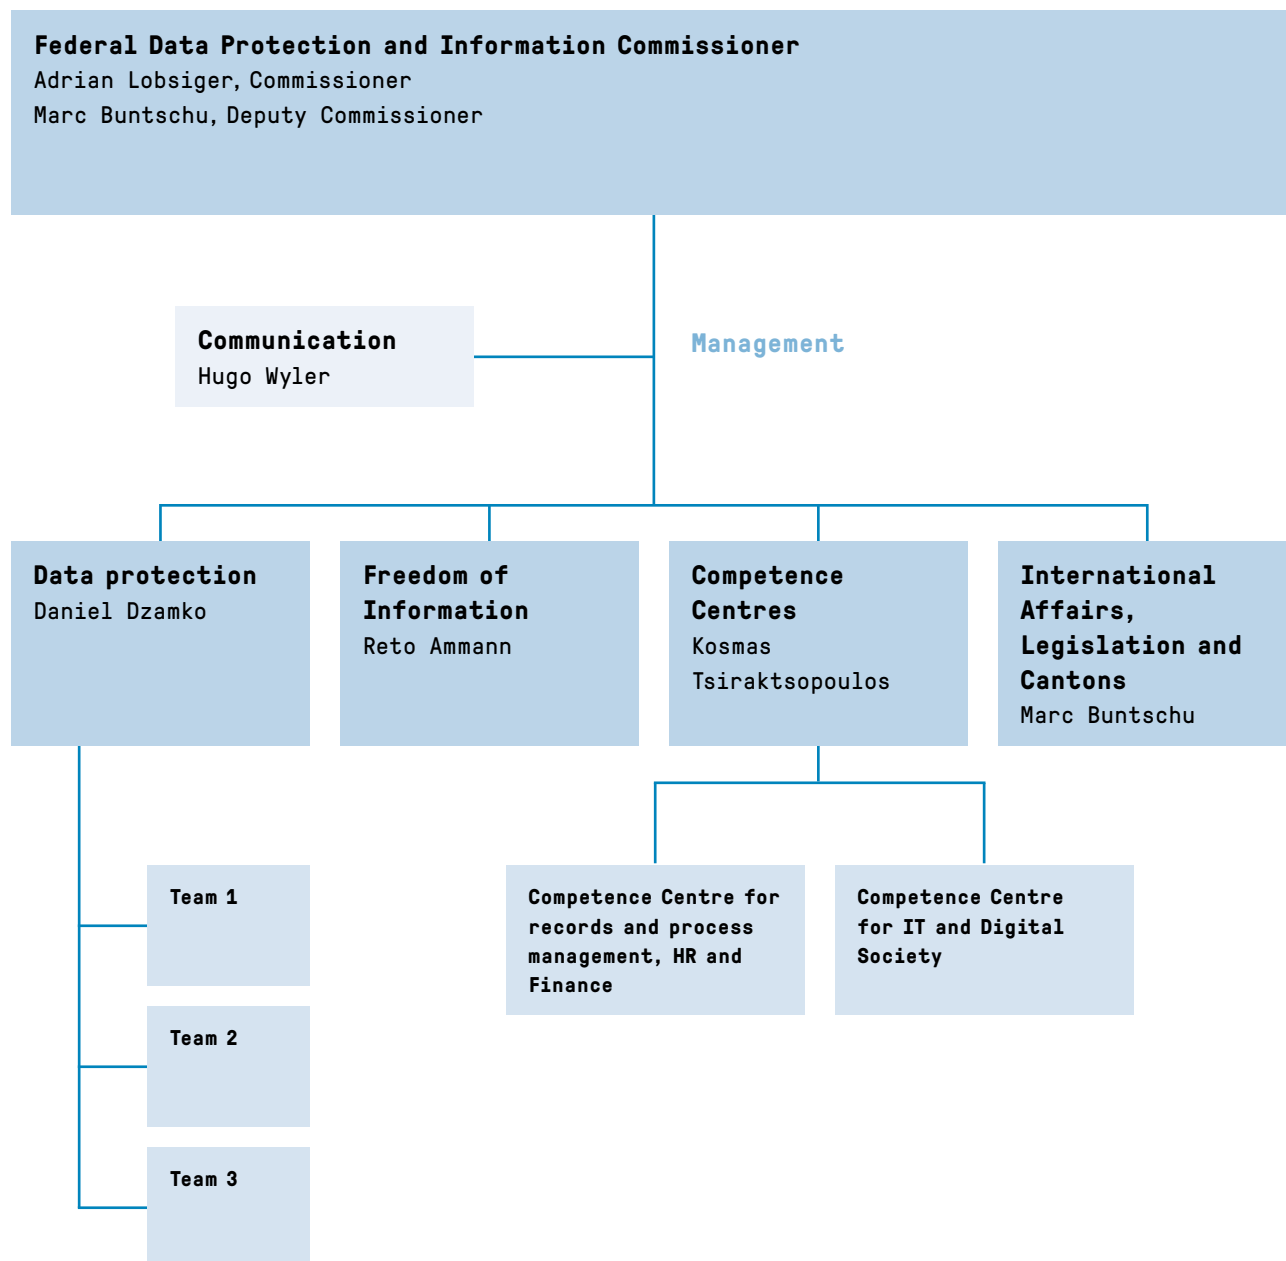 Federal Data Protection and Information Commissioner
Adrian Lobsiger, Commissioner
Marc Buntschu, Deputy Commissioner
Communication
Hugo Wyler
Management
Data protection
Daniel Dzamko
Freedom of
Information
Reto Ammann
Competence
Centres
Kosmas
Tsiraktsopoulos
International
Affairs,
Legislation and
Cantons
Marc Buntschu
Team 1
Team 2
Team 3
Competence Centre for
records and process
management, HR and
Finance
Competence Centre
for IT and Digital
Society